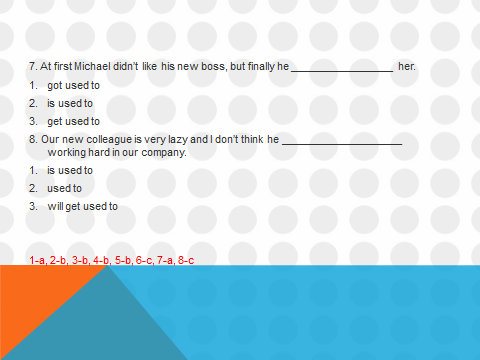 7. At first Michael didn't like his new boss, but finally he __________________ her.
1. got used to
2. is used to
3. get used to
8. Our new colleague is very lazy and I don't think he _____________________
working hard in our company.
1. is used to
2. used to
3. will get used to
1-a, 2-b, 3-b, 4-b, 5-b, 6-c, 7-a, 8-c